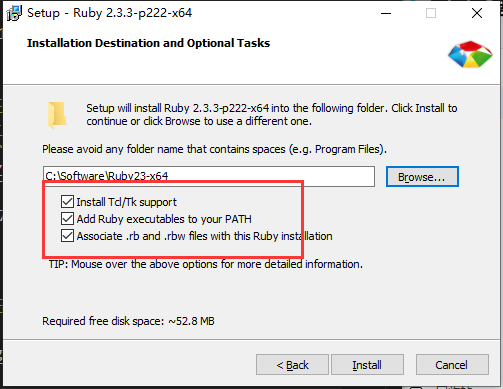 Setup - Ruby 2.3.3-p222-x64
Installation Destination and Optional Tasks
Setup will install Ruby 2.3.3-p222-x64 into the following folder. Click Install to
continue or click Browse to use a different one.
Please avoid any folder name that contains spaces (e.g. Program Files).
C:\Software\Ruby23-x64
Browse...
Install Tcl/Tk support
Add Ruby executables to your PATH
Associate .rb and .rbw files with this Ruby installation
TIP: Mouse over the above options for more detailed information.
Required free disk space: ~52.8 MB
< Back
Install
Cancel